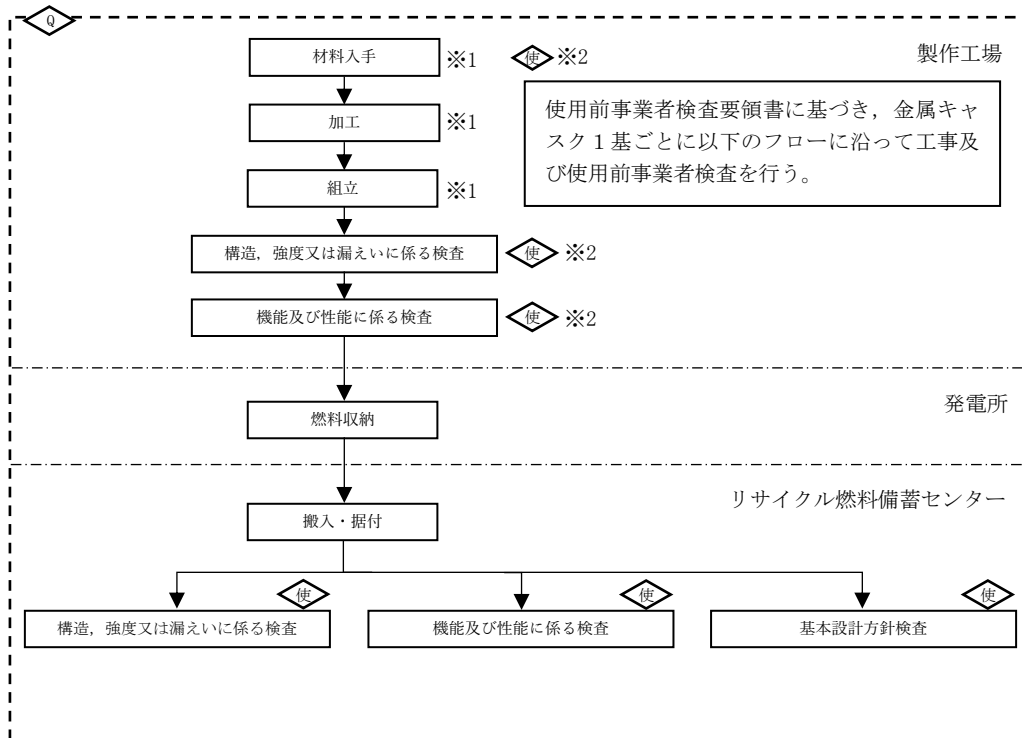 Q
材料入手 ※1 使 ※2 製作工場
使用前事業者検査要領書に基づき，金属キャ
スク１基ごとに以下のフローに沿って工事及
び使用前事業者検査を行う。
加工 ※1
組立 ※1
構造，強度又は漏えいに係る検査 使 ※2
機能及び性能に係る検査 使 ※2
発電所
燃料収納
リサイクル燃料備蓄センター
搬入・据付
使 使 使
構造，強度又は漏えいに係る検査 機能及び性能に係る検査 基本設計方針検査